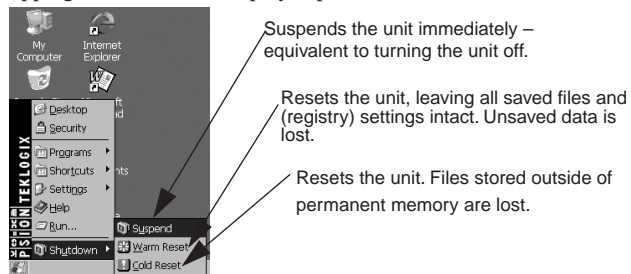 Suspends the unit immediately –
equivalent to turning the unit off.
Resets the unit, leaving all saved files and
(registry) settings intact. Unsaved data is
lost.
Resets the unit. Files stored outside of
permanent memory are lost.
My
Computer
Internet
Explorer
Desktop
Security
Programs
Shortcuts
Settings
Help
Run...
Shutdown
Suspend
Warm Reset
Cold Reset
PSION TEKLOGIX